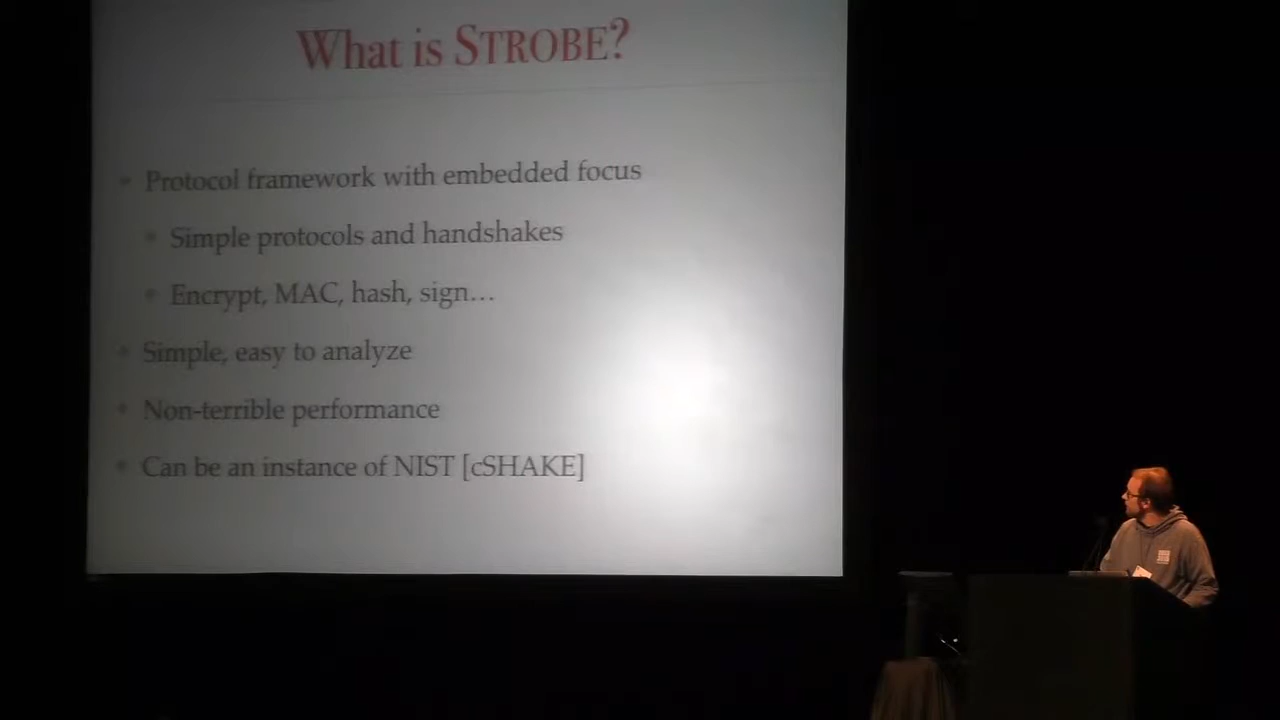 What is STROBE?
Protocol framework with embedded focus
Simple protocols and handshakes
Encrypt, MAC, hash, sign...
Simple, easy to analyze
Non-terrible performance
Can be an instance of NIST [cSHAKE]